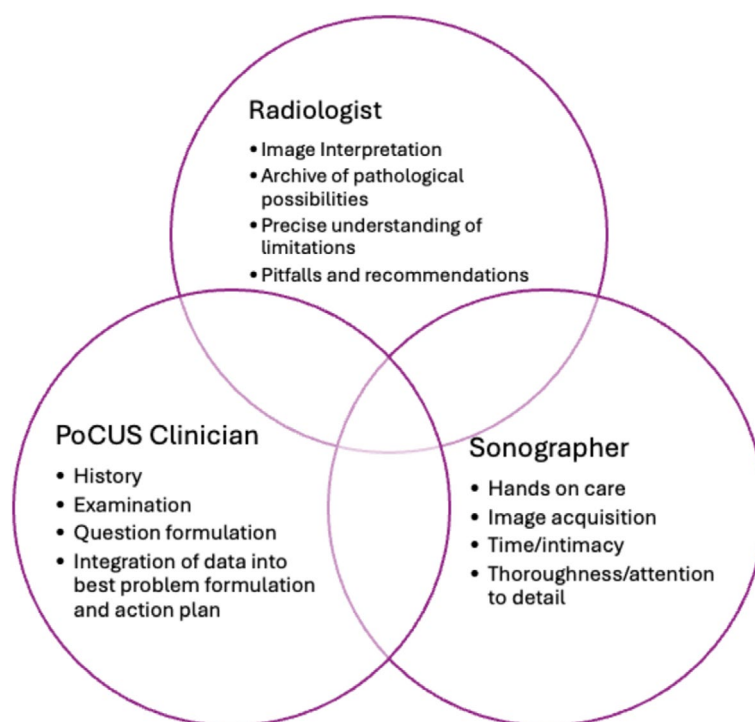 Radiologist
• Image Interpretation
• Archive of pathological
possibilities
• Precise understanding of
limitations
• Pitfalls and recommendations
PoCUS Clinician
• History
• Examination
• Question formulation
• Integration of data into
best problem formulation
and action plan
Sonographer
• Hands on care
• Image acquisition
• Time/intimacy
• Thoroughness/attention
to detail